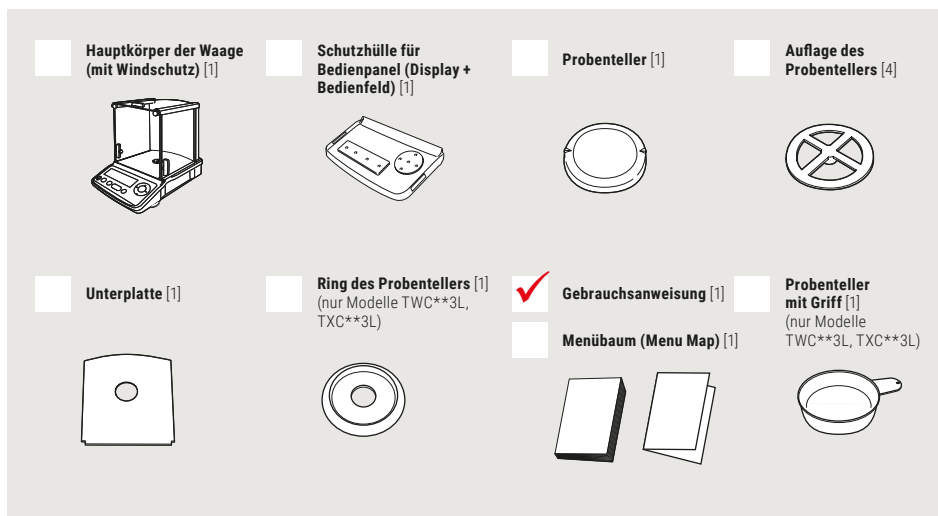 Hauptkörper der Waage
(mit Windschutz) [1]
Schutzhülle für
Bedienpanel (Display +
Bedienfeld) [1]
Probenteller [1]
Auflage des
Probentellers [4]
Unterplatte [1]
Ring des Probentellers [1]
(nur Modelle TWC**3L,
TXC**3L)
Gebrauchsanweisung [1]
Menübaum (Menu Map) [1]
Probenteller
mit Griff [1]
(nur Modelle
TWC**3L, TXC**3L)